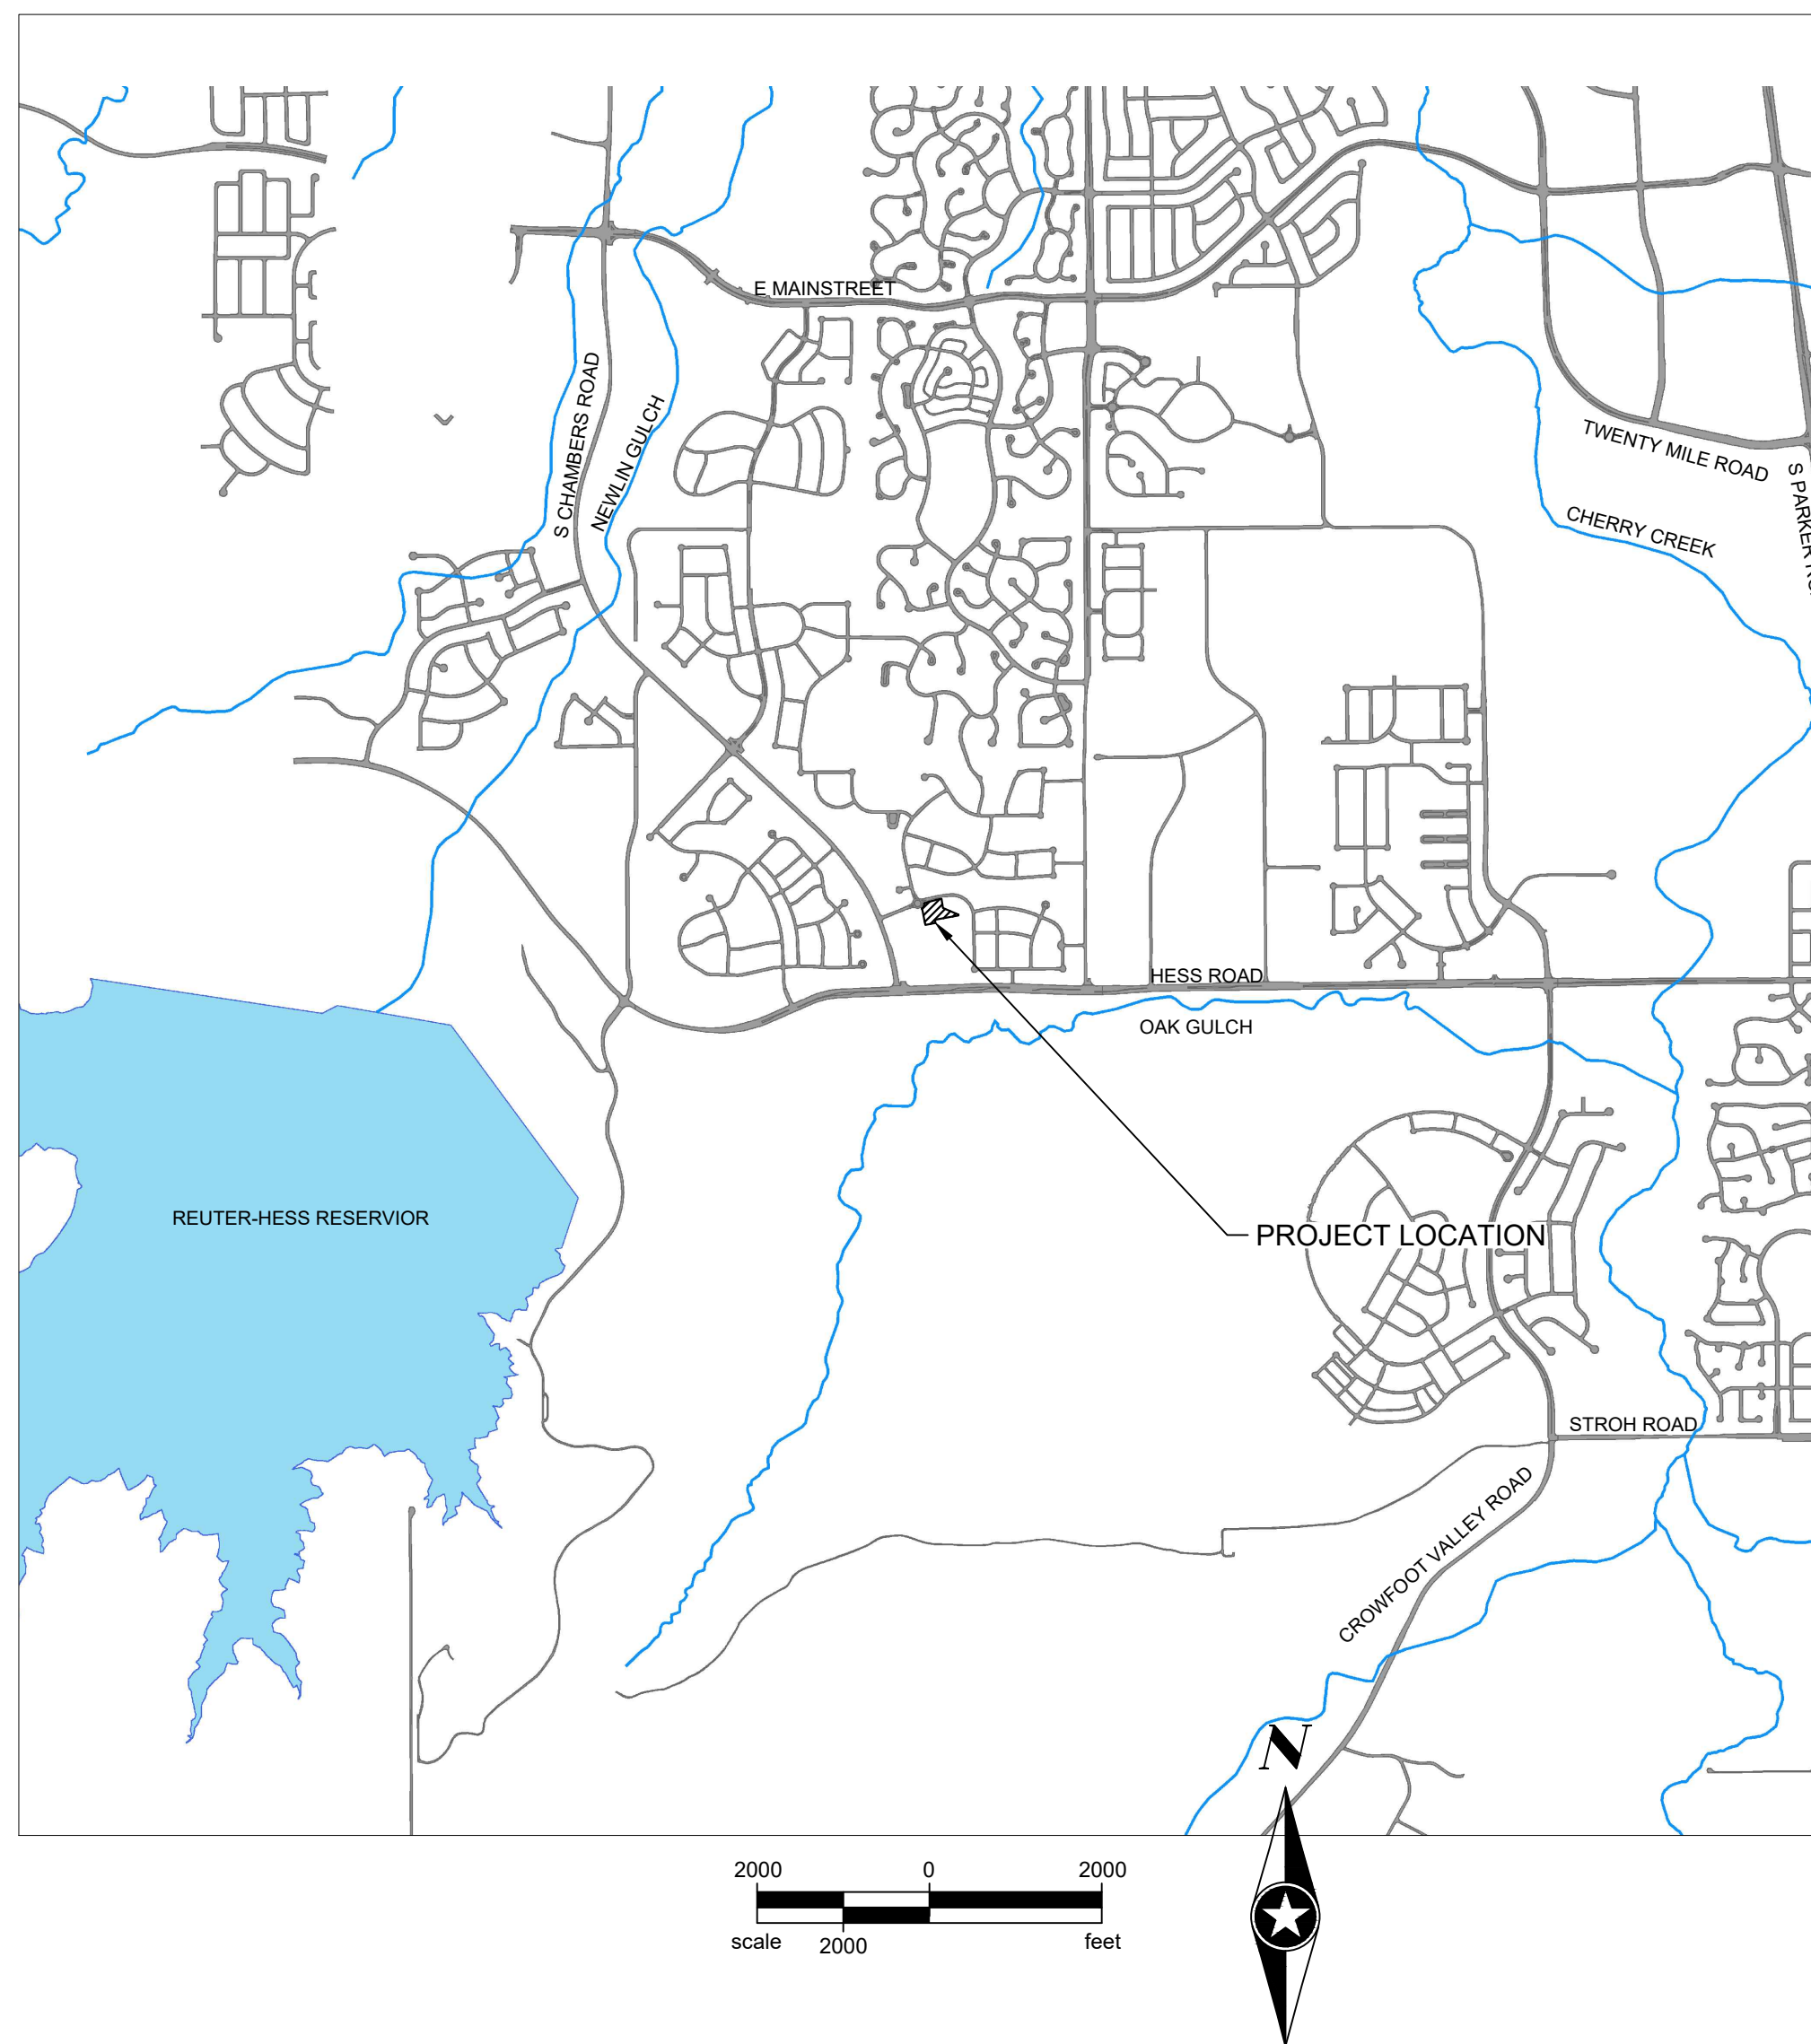 E MAINSTREET
S CHAMBERS ROAD
NEWLIN GULCH
TWENTY MILE ROAD
S PARKER
CHERRY CREEK
HESS ROAD
OAK GULCH
REUTER-HESS RESERVIOR
PROJECT LOCATION
STROH ROAD
CROWFOOT VALLEY ROAD
N
2000 0 2000
scale 2000 feet